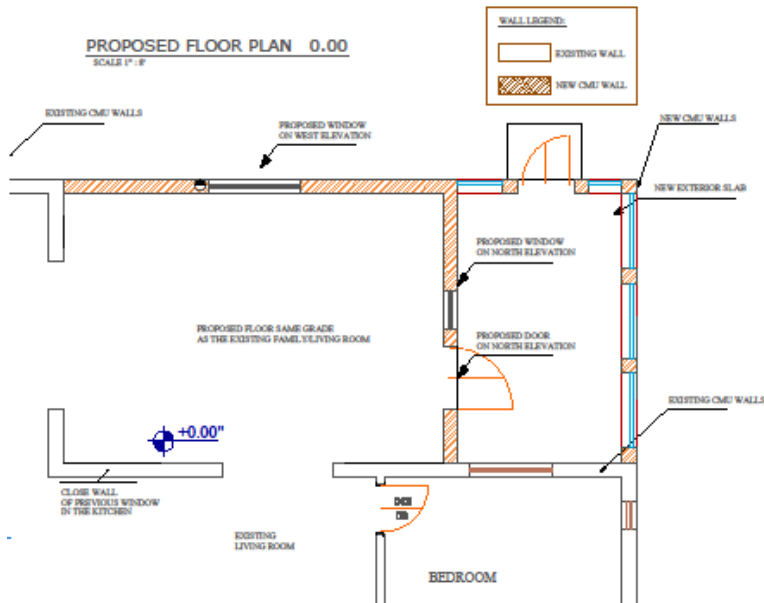 PROPOSED FLOOR PLAN 0.00
SCALE 1" : 8'
WALL LEGEND:
EXISTING WALL
NEW CMU WALL
EXISTING CMU WALLS
PROPOSED WINDOW
ON WEST ELEVATION
NEW CMU WALLS
NEW EXTERIOR SLAB
PROPOSED WINDOW
ON NORTH ELEVATION
PROPOSED FLOOR SAME GRADE
AS THE EXISTING FAMILY/LIVING ROOM
PROPOSED DOOR
ON NORTH ELEVATION
EXISTING CMU WALLS
+0.00"
CLOSE WALL
OF PREVIOUS WINDOW
IN THE KITCHEN
EXISTING
LIVING ROOM
BEDROOM